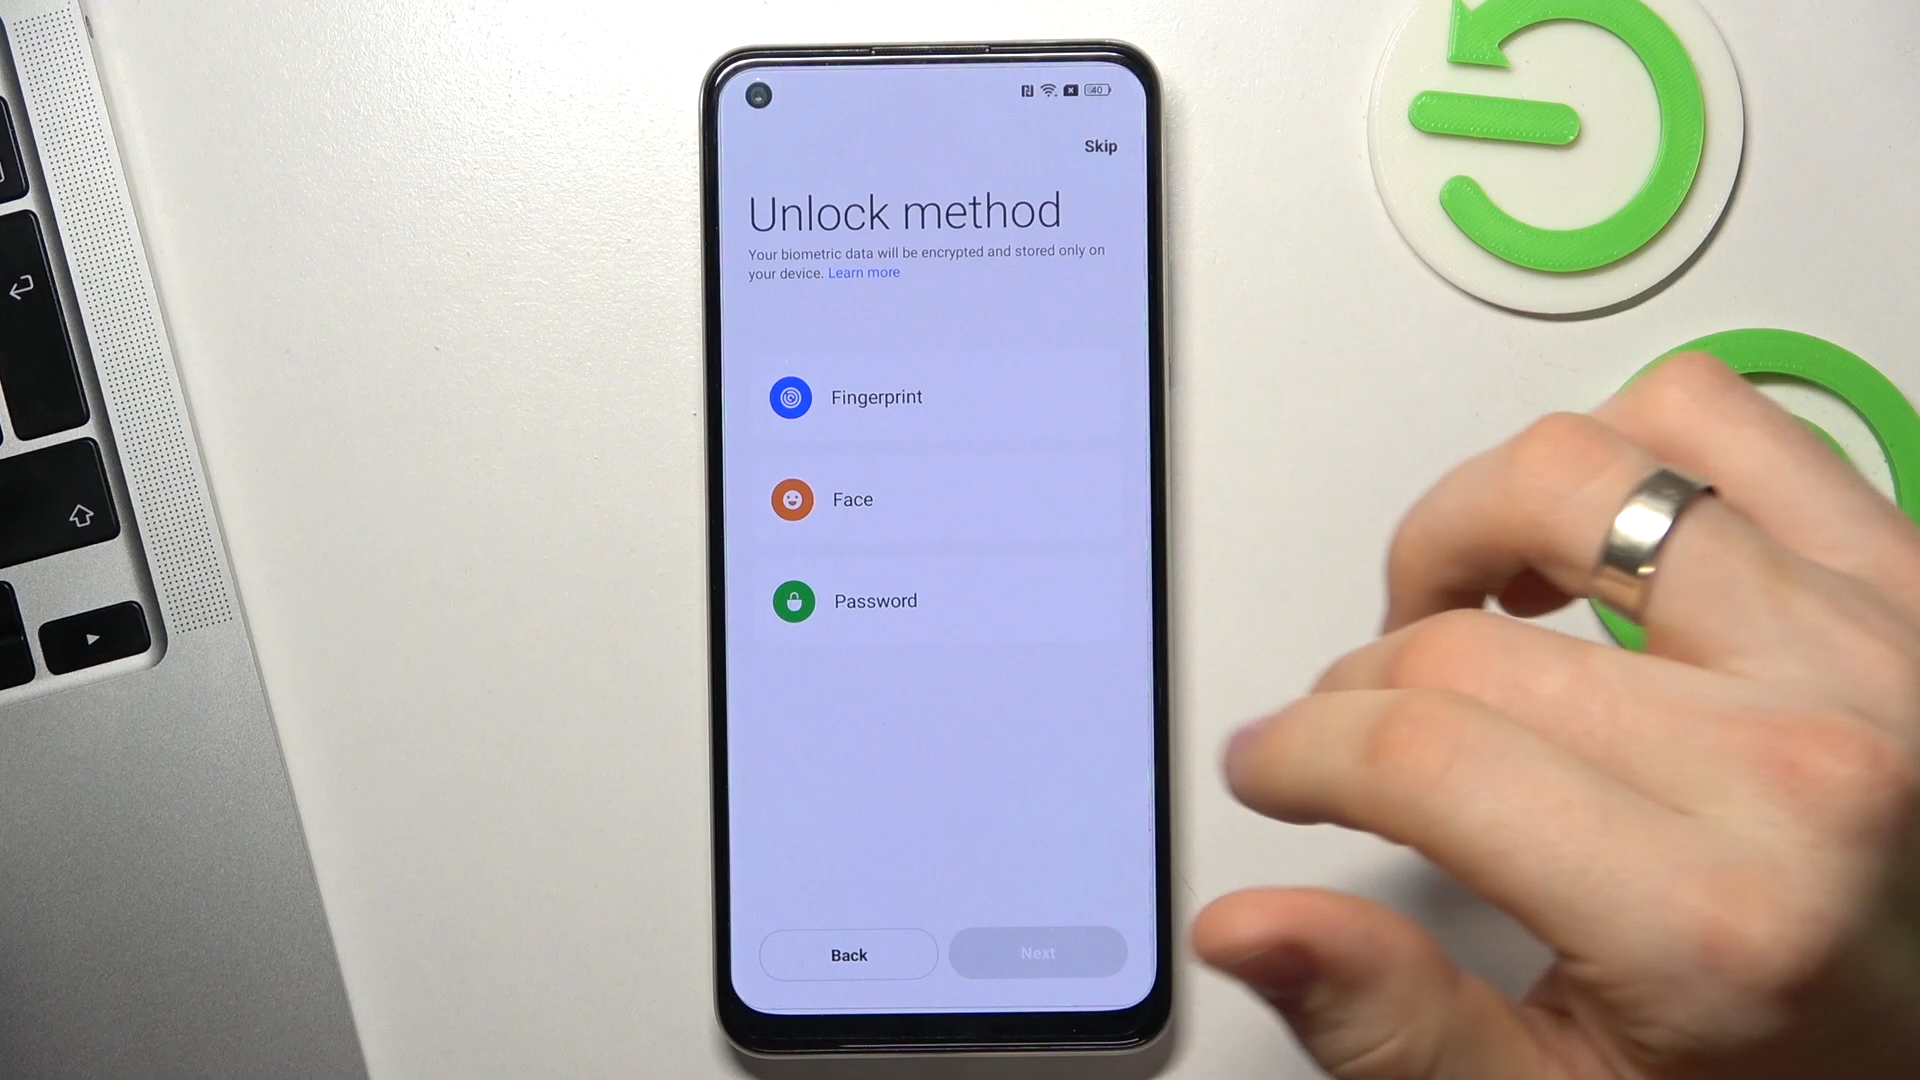 40
Skip
Unlock method
Your biometric data will be encrypted and stored only on
your device. Learn more
Fingerprint
Face
Password
Back
Next